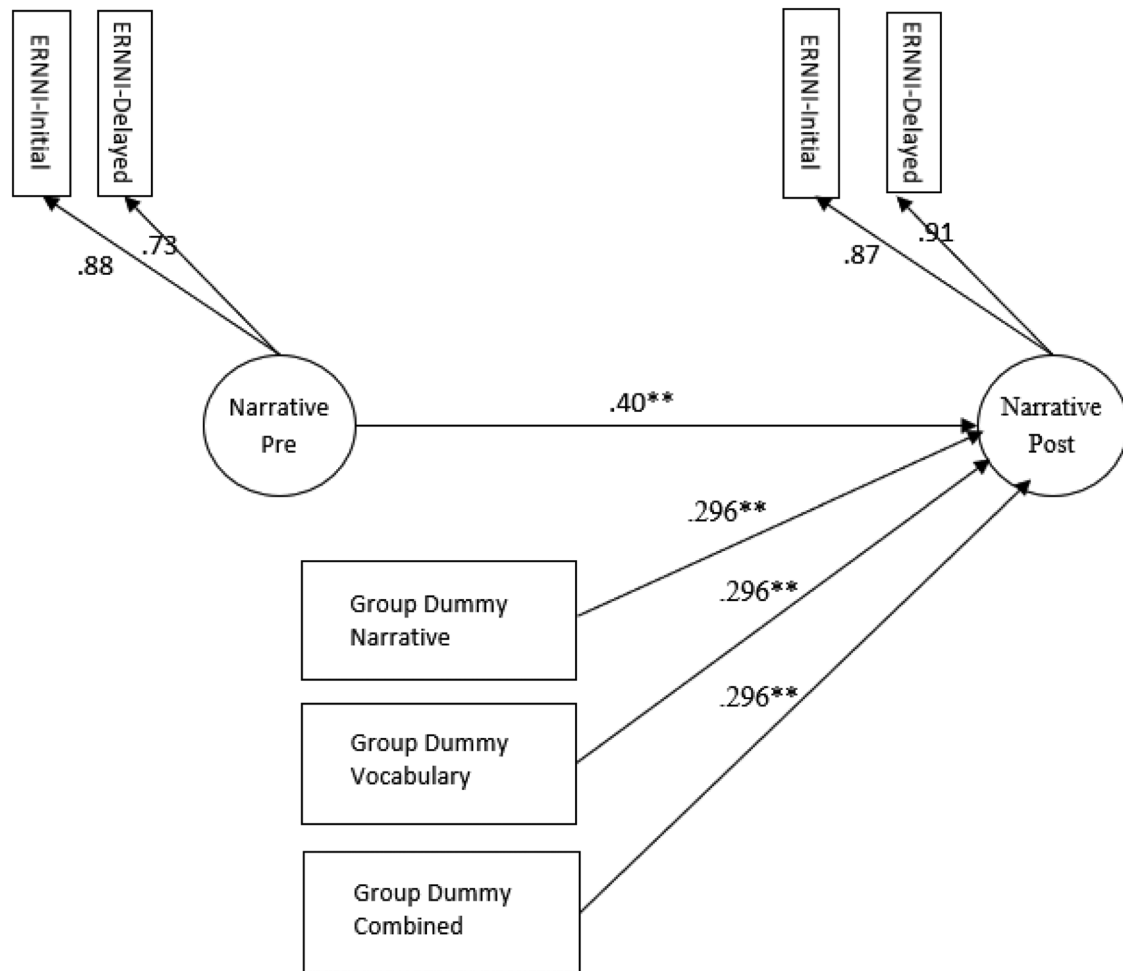 ERNNI-Initial
ERNNI-Delayed
ERNNI-Initial
ERNNI-Delayed
.88
.73
.87
.91
Narrative
Pre
.40**
Narrative
Post
.296**
Group Dummy
Narrative
.296**
Group Dummy
Vocabulary
.296**
Group Dummy
Combined